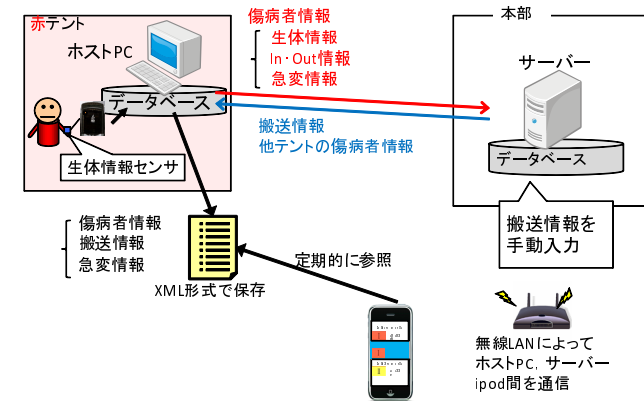 赤テント
ホストPC
データベース
生体情報センサ
傷病者情報
生体情報
In・Out情報
急変情報
搬送情報
他テントの傷病者情報
本部
サーバー
データベース
搬送情報を
手動入力
傷病者情報
搬送情報
急変情報
XML形式で保存
定期的に参照
無線LANによって
ホストPC，サーバー
ipod間を通信